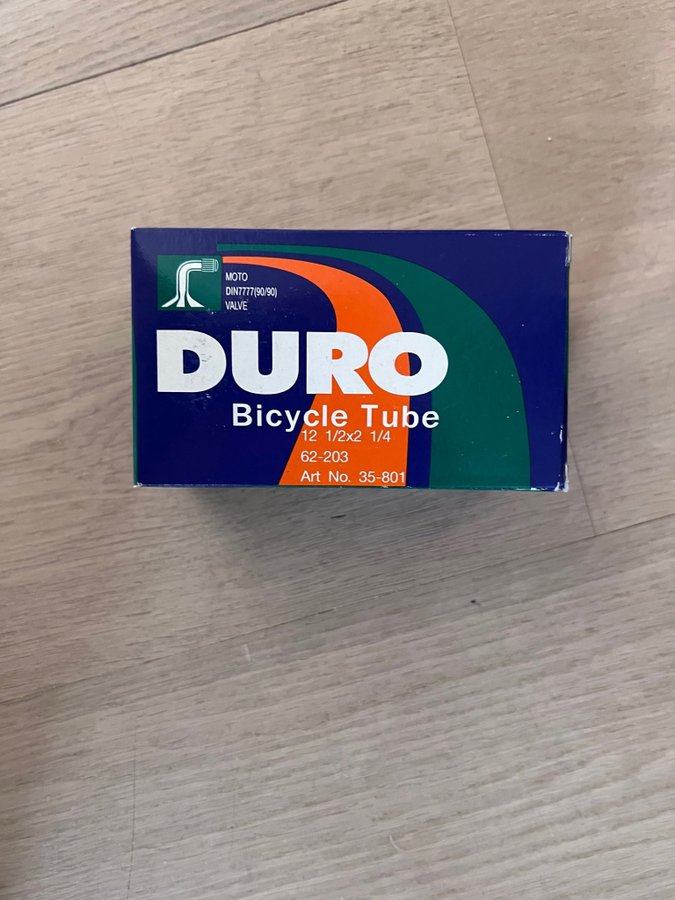 MOTO
DIN7777(90/90)
VALVE
DURO
Bicycle Tube
12 1/2x2 1/4
62-203
Art No. 35-801